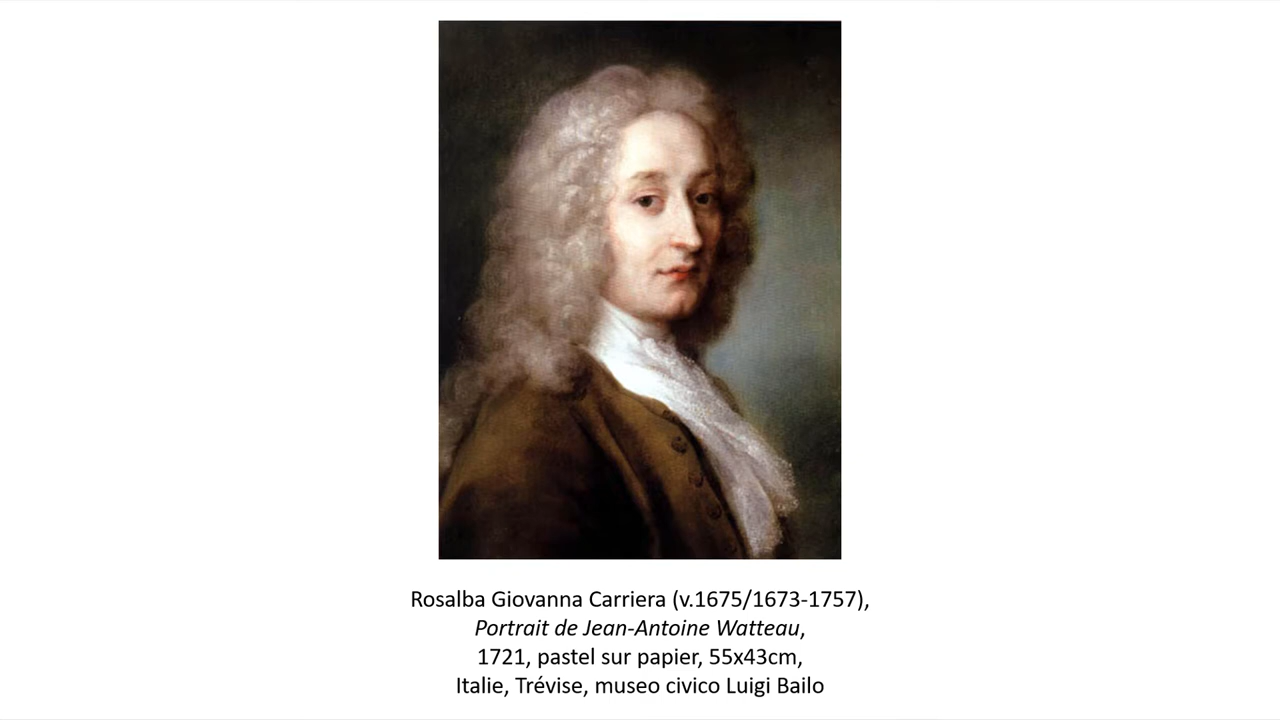 Rosalba Giovanna Carriera (v.1675/1673-1757),
Portrait de Jean-Antoine Watteau,
1721, pastel sur papier, 55x43cm,
Italie, Trévise, museo civico Luigi Bailo